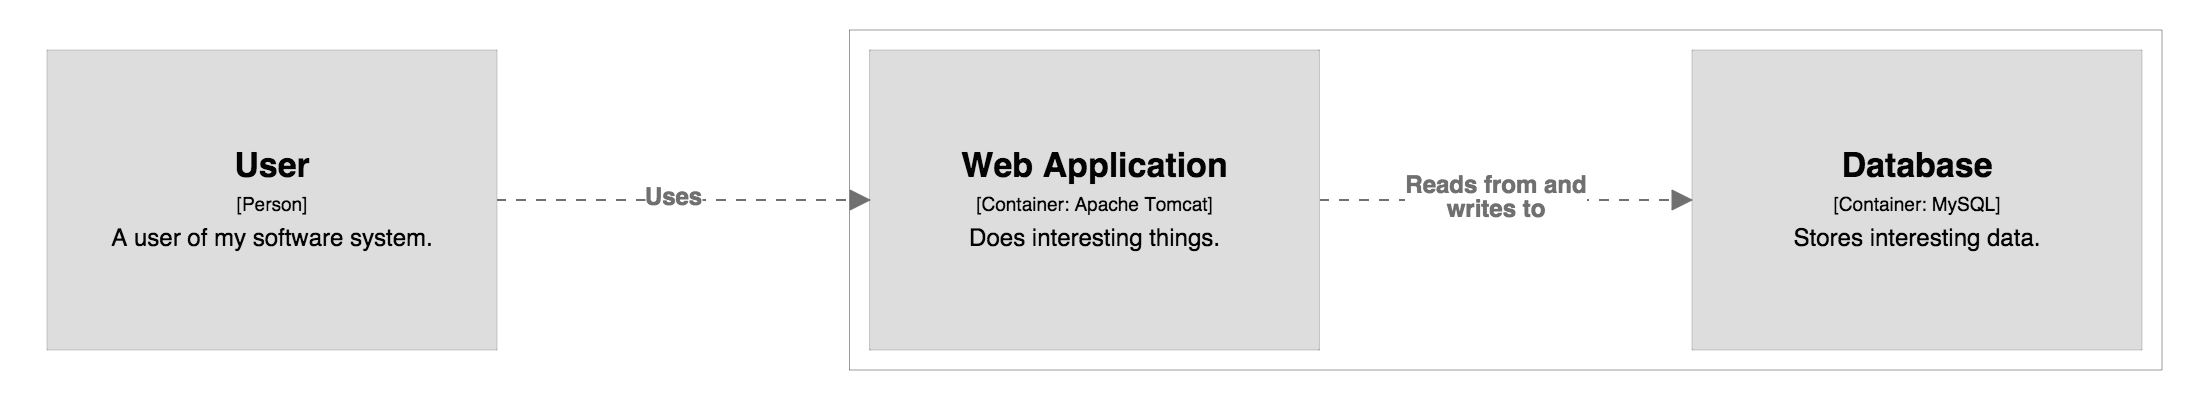 User
[Person]
A user of my software system.
Uses
Web Application
[Container: Apache Tomcat]
Does interesting things.
Reads from and
writes to
Database
[Container: MySQL]
Stores interesting data.